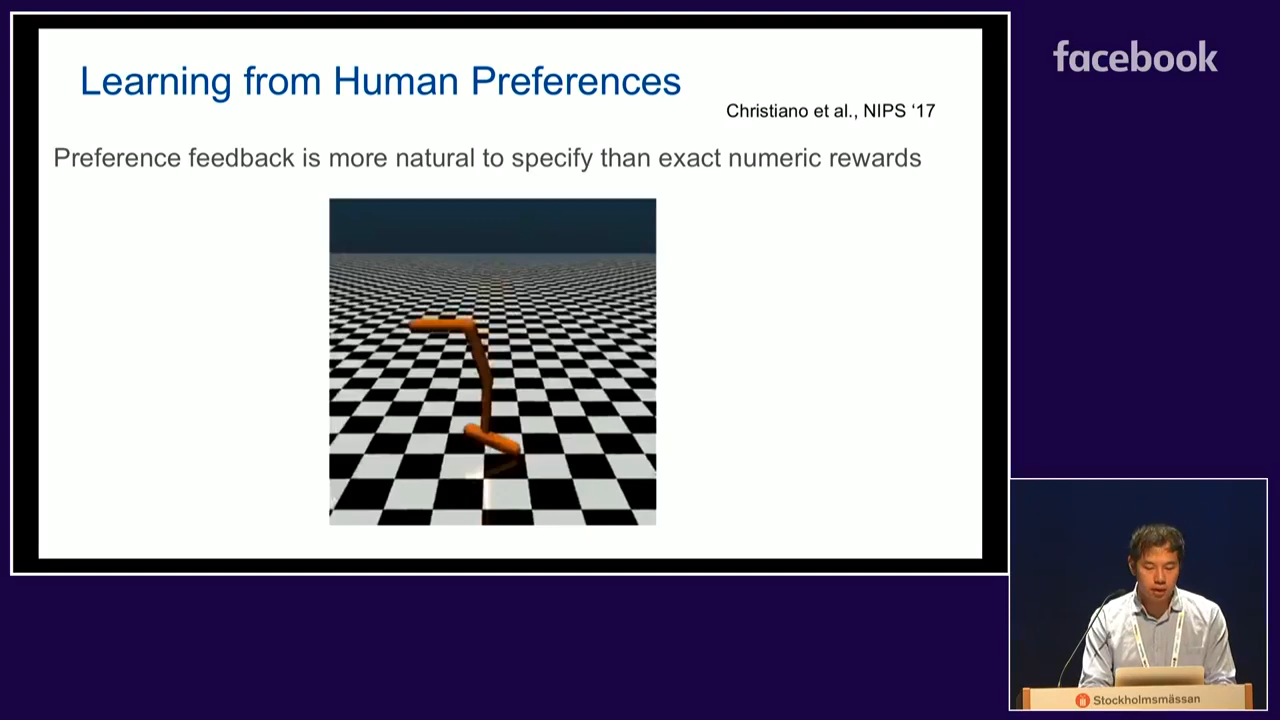 Learning from Human Preferences
Christiano et al., NIPS ‘17
Preference feedback is more natural to specify than exact numeric rewards
facebook
Stockholmsmässan